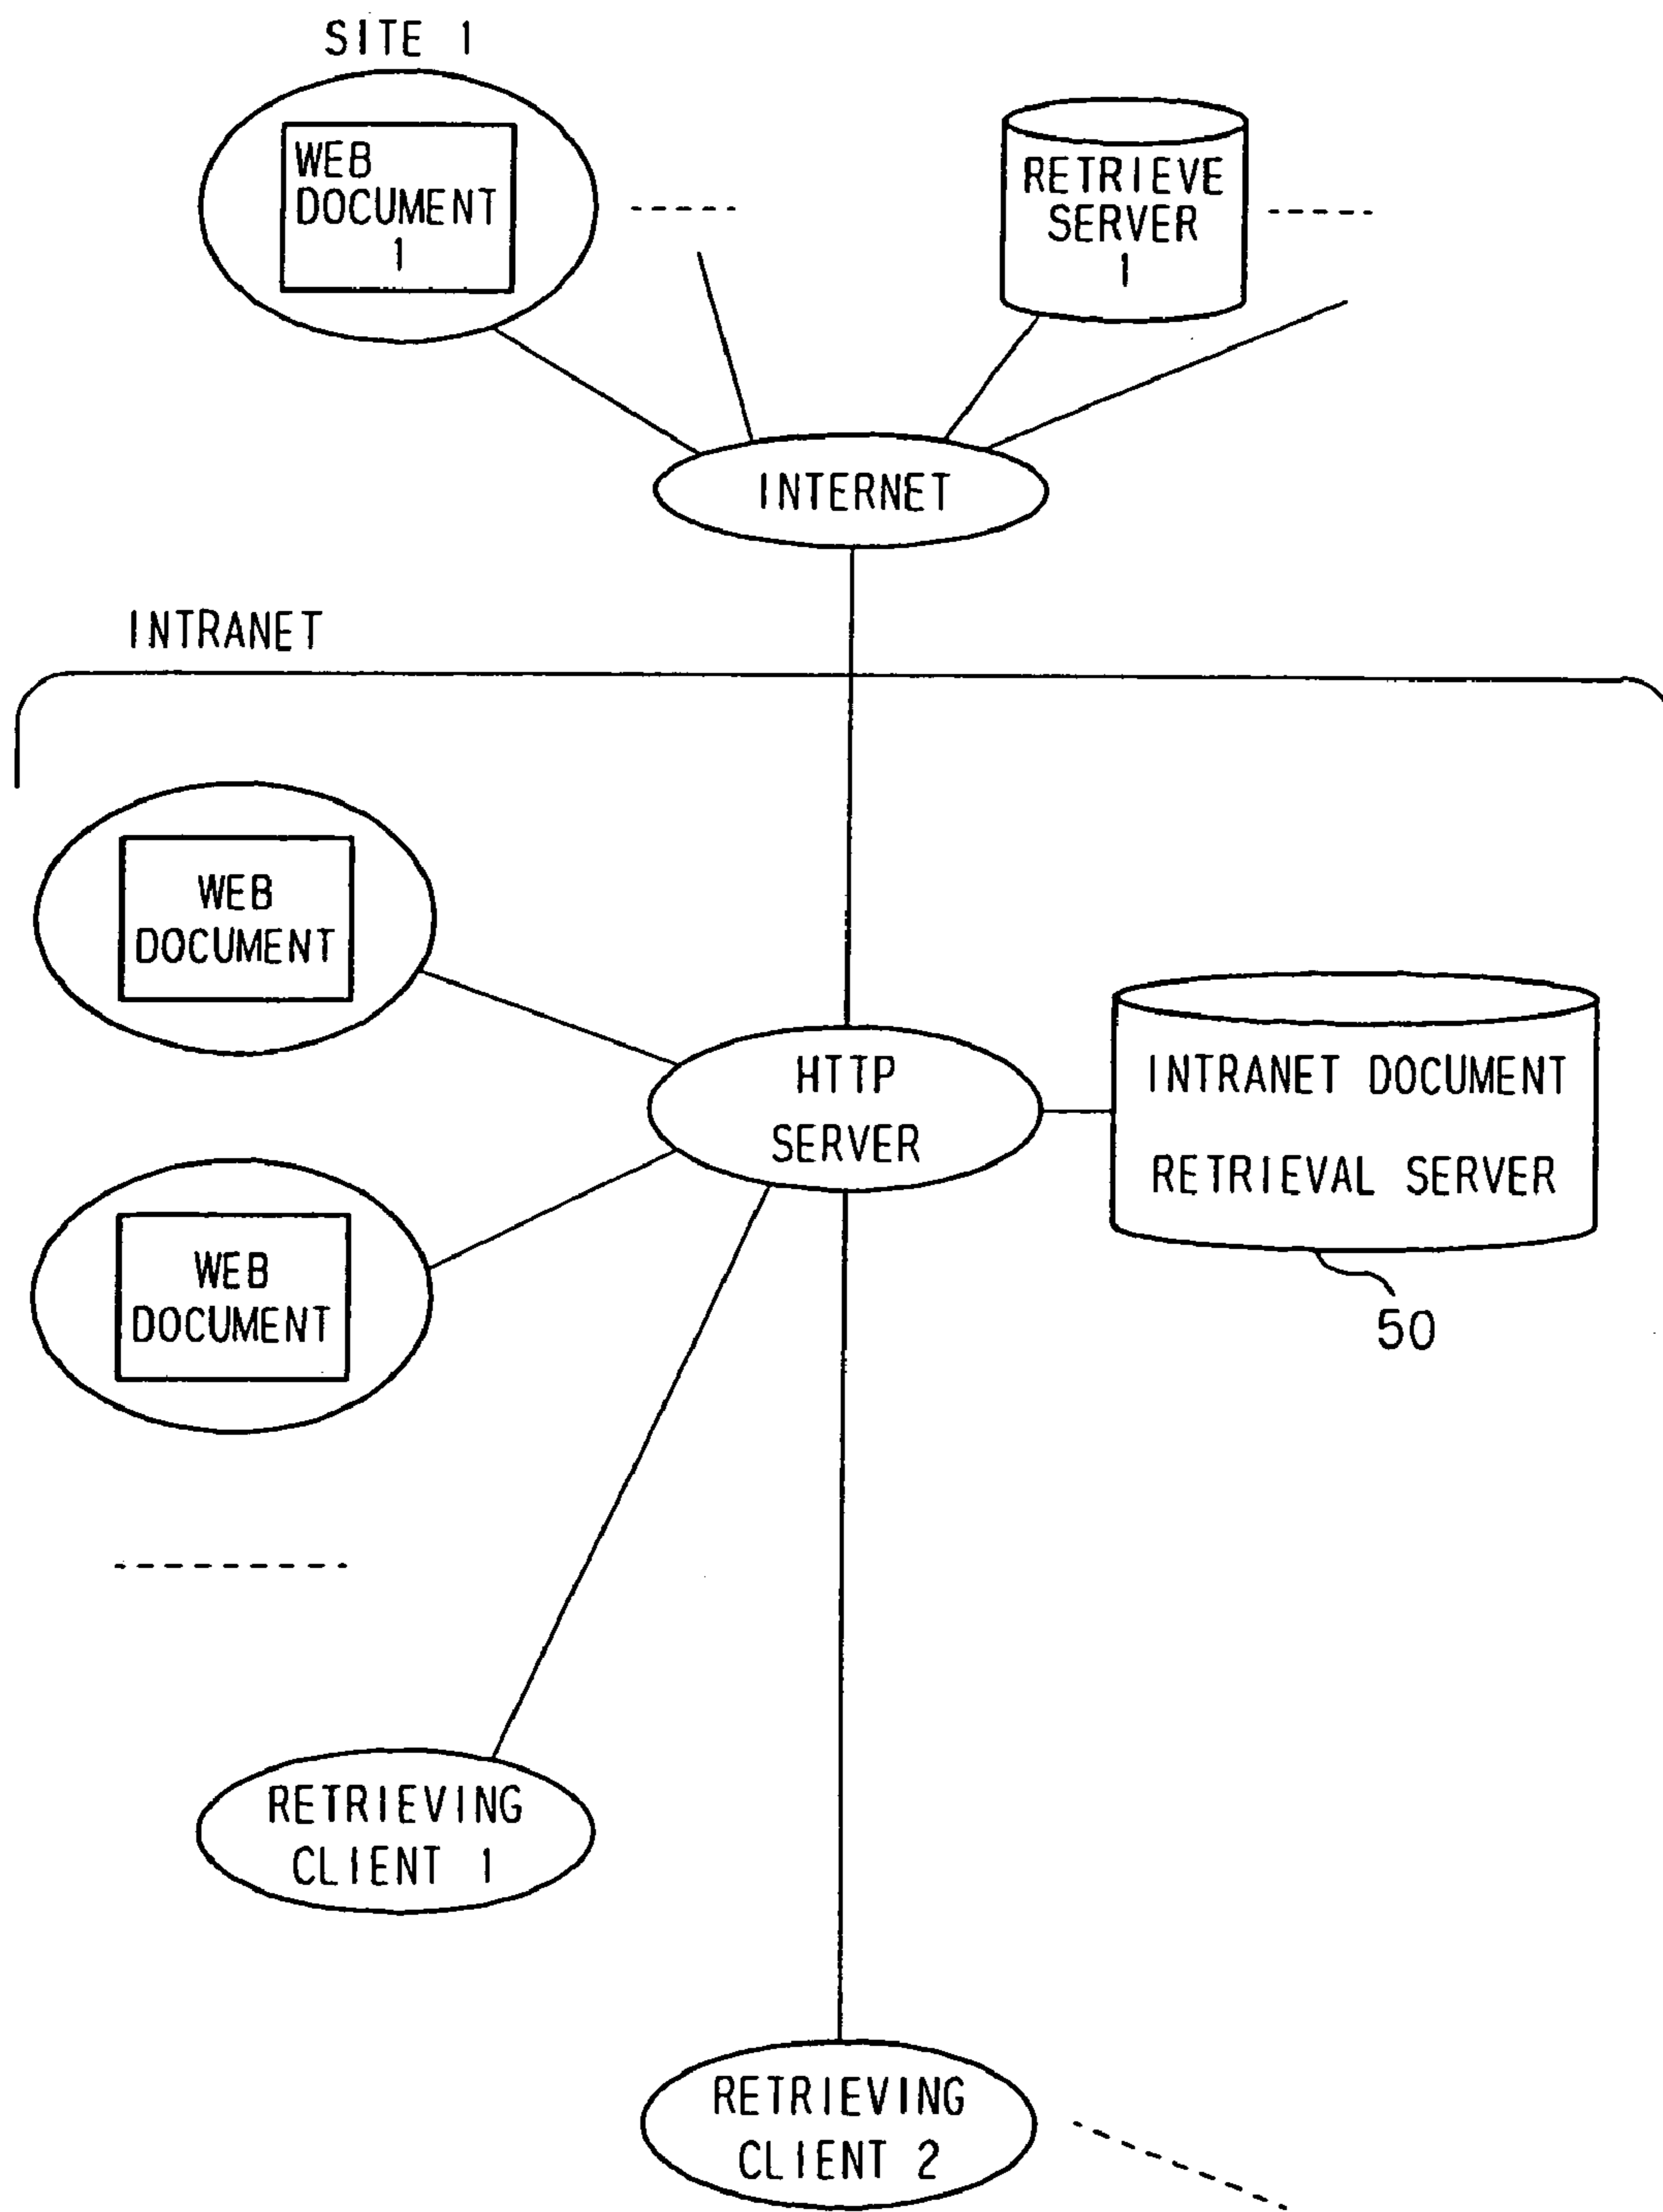 SITE 1
WEB
DOCUMENT
1
RETRIEVE
SERVER
1
INTERNET
INTRANET
WEB
DOCUMENT
HTTP
SERVER
INTRANET DOCUMENT
RETRIEVAL SERVER
50
WEB
DOCUMENT
RETRIEVING
CLIENT 1
RETRIEVING
CLIENT 2